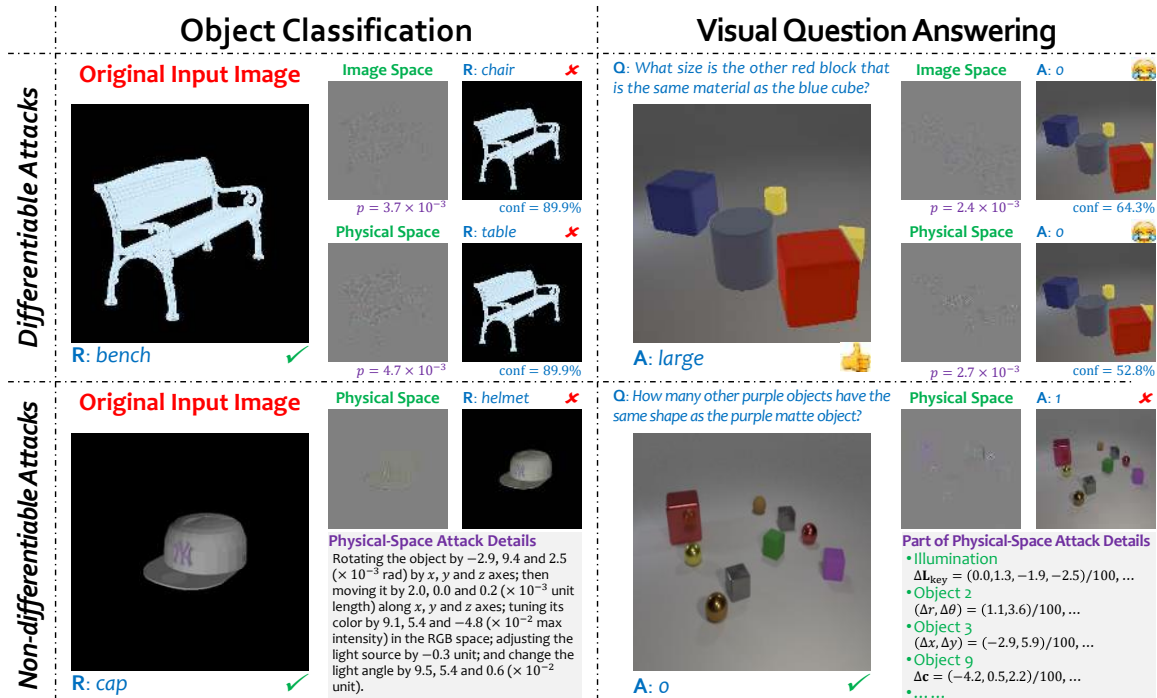 Object Classification
Visual Question Answering
Differentiable Attacks
Original Input Image
R: bench
Image Space
R: chair
p = 3.7 × 10⁻³
conf = 89.9%
Physical Space
R: table
p = 4.7 × 10⁻³
conf = 89.9%
Q: What size is the other red block that
is the same material as the blue cube?
A: large
Image Space
A: 0
p = 2.4 × 10⁻³
conf = 64.3%
Physical Space
A: 0
p = 2.7 × 10⁻³
conf = 52.8%
Non-differentiable Attacks
Original Input Image
NY
R: cap
Physical Space
R: helmet
Physical-Space Attack Details
Rotating the object by −2.9, 9.4 and 2.5
(× 10⁻³ rad) by x, y and z axes; then
moving it by 2.0, 0.0 and 0.2 (× 10⁻³ unit
length) along x, y and z axes; tuning its
color by 9.1, 5.4 and −4.8 (× 10⁻² max
intensity) in the RGB space; adjusting the
light source by −0.3 unit; and change the
light angle by 9.5, 5.4 and 0.6 (× 10⁻²
unit).
Q: How many other purple objects have the
same shape as the purple matte object?
A: 0
Physical Space
A: 1
Part of Physical-Space Attack Details
•Illumination
ΔL_key = (0.0,1.3,−1.9,−2.5)/100, …
•Object 2
(Δr, Δθ) = (1.1,3.6)/100, …
•Object 3
(Δx, Δy) = (−2.9,5.9)/100, …
•Object 9
Δc = (−4.2, 0.5,2.2)/100, …
•… …